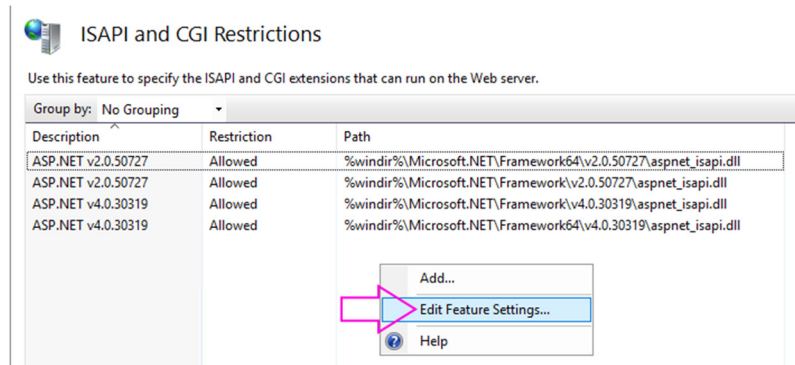 ISAPI and CGI Restrictions
Use this feature to specify the ISAPI and CGI extensions that can run on the Web server.
Group by: No Grouping
Description Restriction Path
ASP.NET v2.0.50727 Allowed %windir%\Microsoft.NET\Framework64\v2.0.50727\aspnet_isapi.dll
ASP.NET v2.0.50727 Allowed %windir%\Microsoft.NET\Framework\v2.0.50727\aspnet_isapi.dll
ASP.NET v4.0.30319 Allowed %windir%\Microsoft.NET\Framework\v4.0.30319\aspnet_isapi.dll
ASP.NET v4.0.30319 Allowed %windir%\Microsoft.NET\Framework64\v4.0.30319\aspnet_isapi.dll
Add...
Edit Feature Settings...
Help